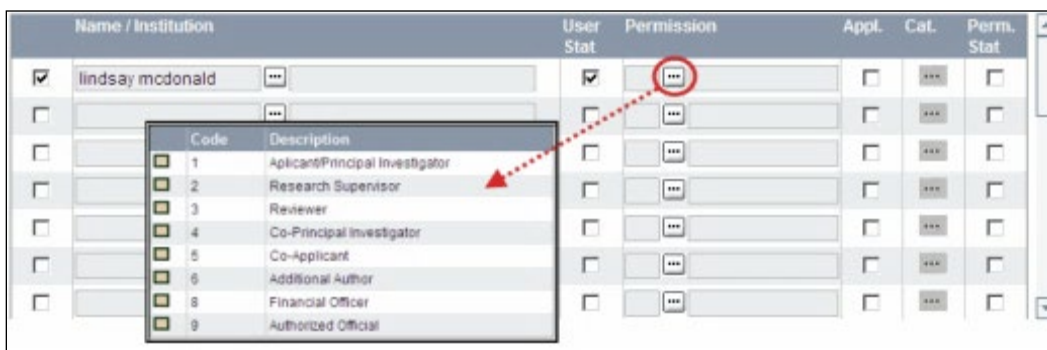 Name / Institution User Stat Permission Appl. Cat. Perm. Stat
lindsay mcdonald
Code Description
1 Aplicant/Principal Investigator
2 Research Supervisor
3 Reviewer
4 Co-Principal Investigator
5 Co-Applicant
6 Additional Author
8 Financial Officer
9 Authorized Official